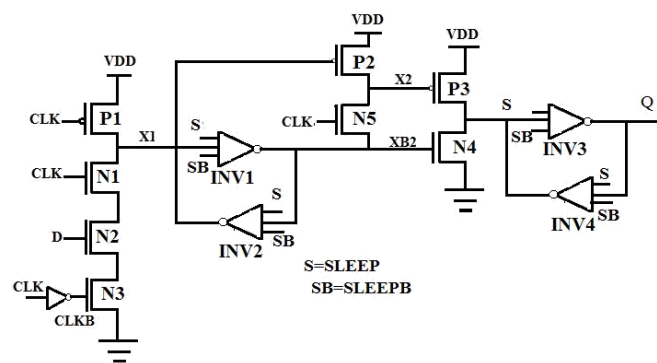 VDD
VDD
VDD
P2
P1
X2
P3
CLK
X1
S
CLK
N5
S
Q
SB
INV3
SB
INV1
XB2
N4
CLK
N1
S
S
SB
INV4
D
N2
SB
INV2
S=SLEEP
SB=SLEEPB
CLK
N3
CLKB